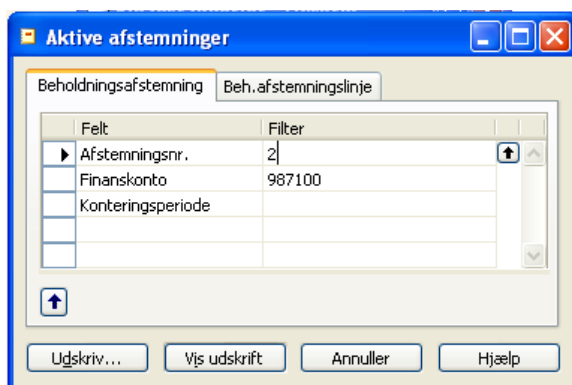 Aktive afstemninger
Beholdningsafstemning Beh.afstemningslinje
Felt Filter
Afstemningsnr. 2
Finanskonto 987100
Konteringsperiode
Udskriv... Vis udskrift Annuller Hjælp